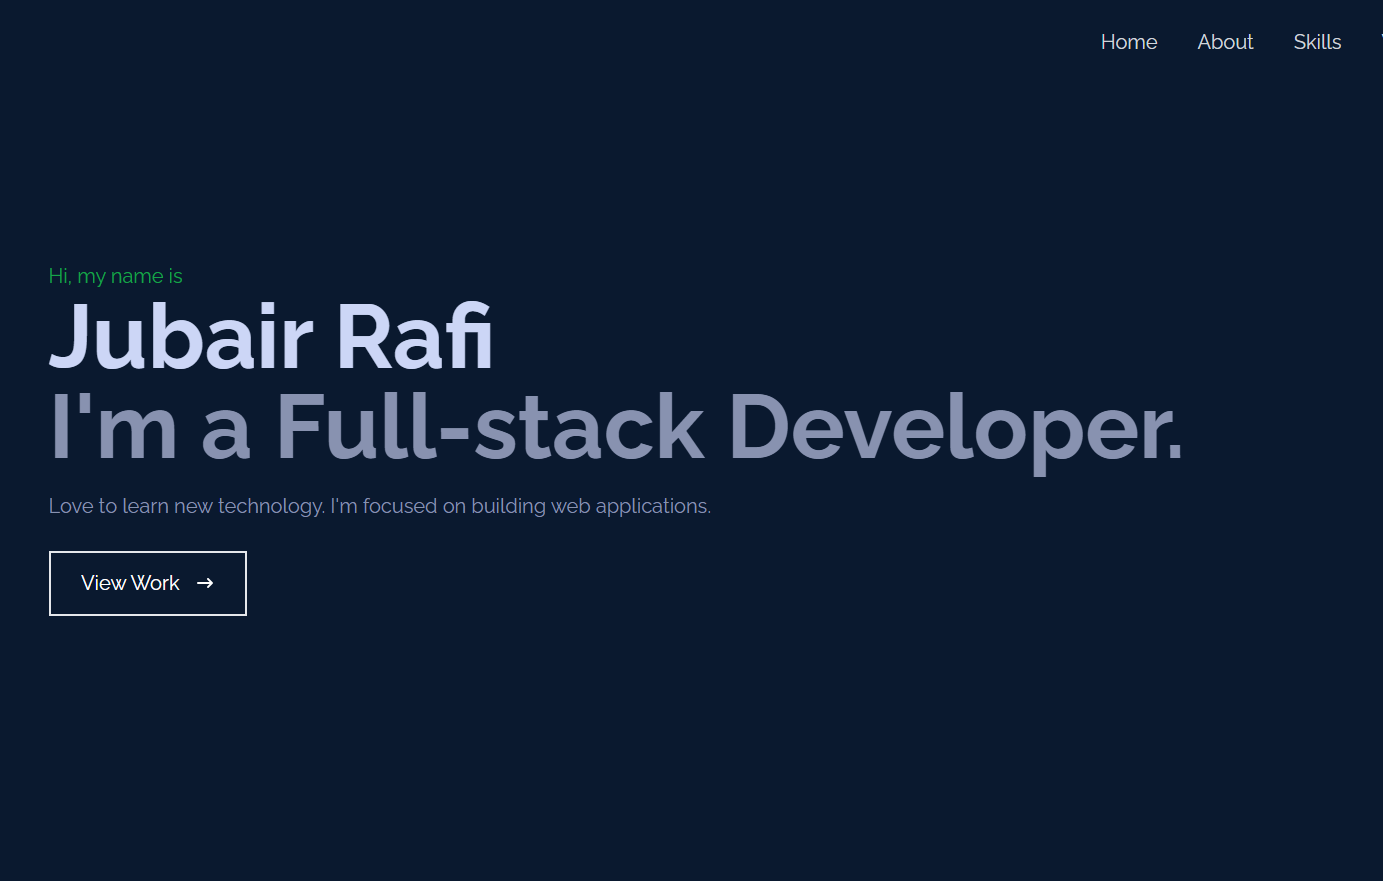 Home About Skills
Hi, my name is
Jubair Rafi
I'm a Full-stack Developer.
Love to learn new technology. I'm focused on building web applications.
View Work →